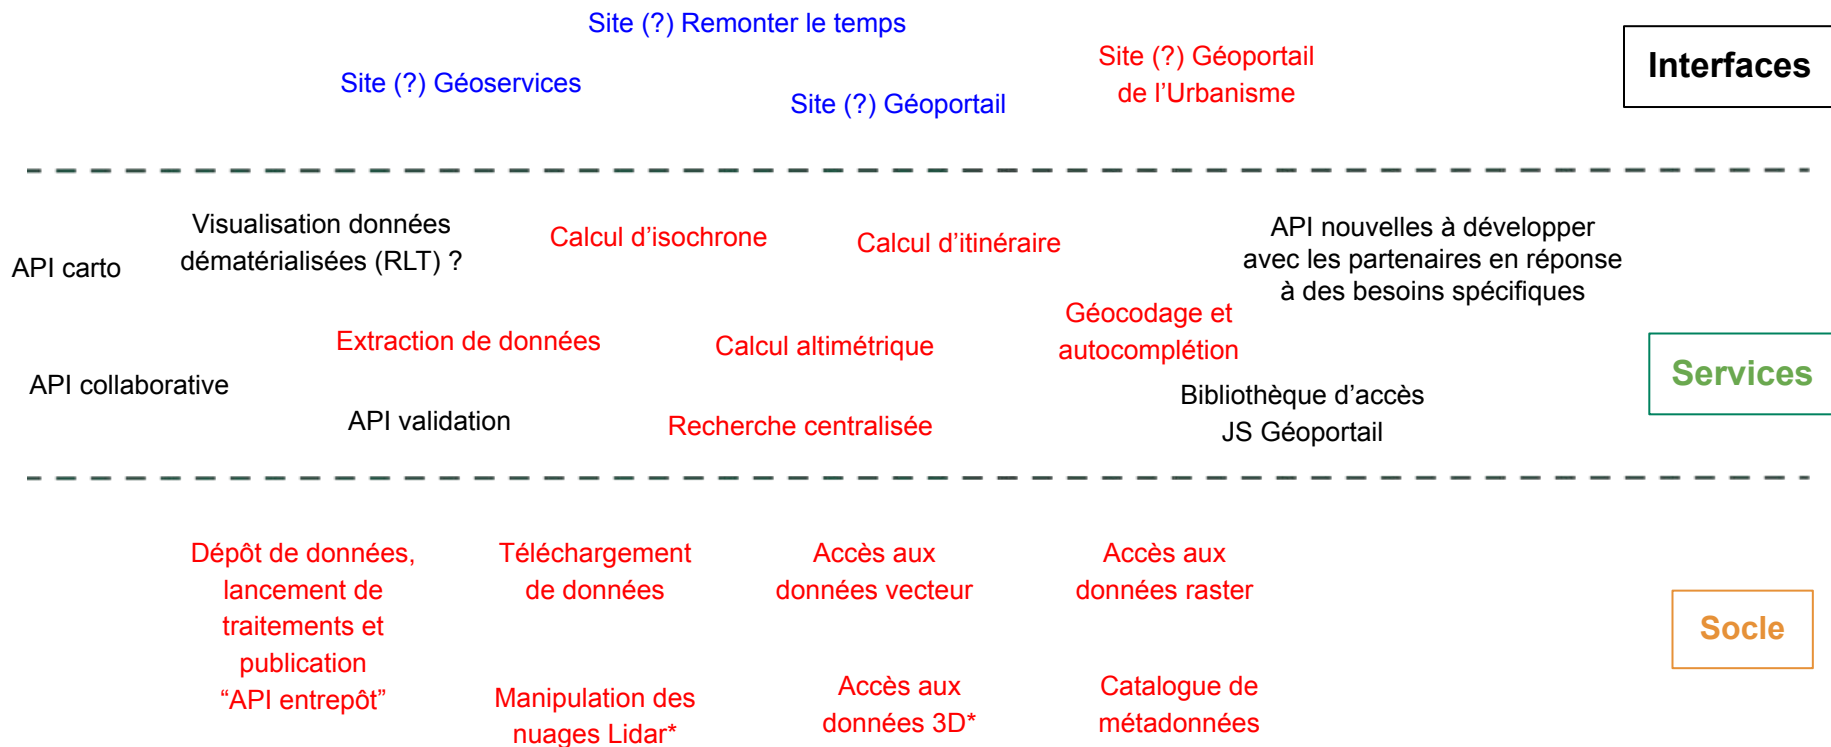 Site (?) Remonter le temps
Site (?) Géoservices
Site (?) Géoportail
Site (?) Géoportail
de l’Urbanisme
Interfaces
API carto
Visualisation données
dématérialisées (RLT) ?
Calcul d’isochrone
Calcul d’itinéraire
API nouvelles à développer
avec les partenaires en réponse
à des besoins spécifiques
Extraction de données
Calcul altimétrique
Géocodage et
autocomplétion
API collaborative
API validation
Recherche centralisée
Bibliothèque d’accès
JS Géoportail
Services
Dépôt de données,
lancement de
traitements et
publication
“API entrepôt”
Téléchargement
de données
Accès aux
données vecteur
Accès aux
données raster
Manipulation des
nuages Lidar*
Accès aux
données 3D*
Catalogue de
métadonnées
Socle